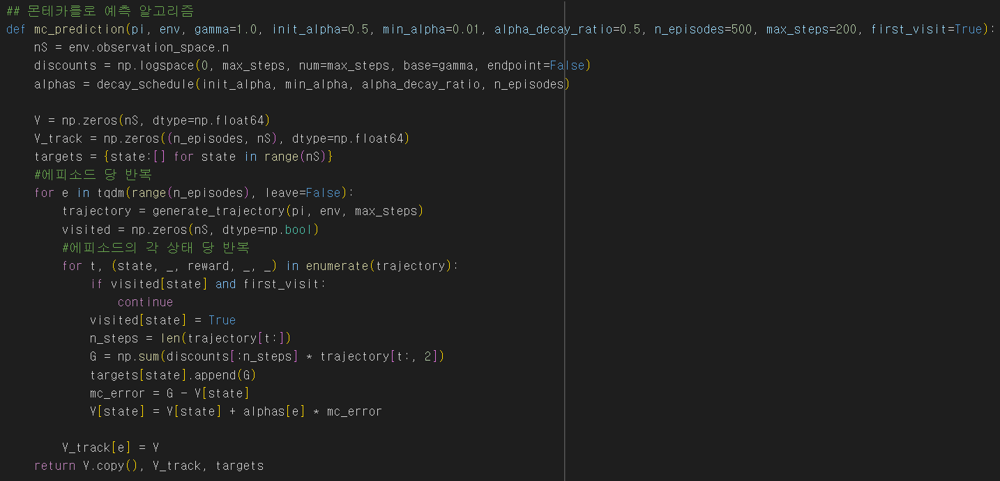 ## 몬테카를로 예측 알고리즘
def mc_prediction(pi, env, gamma=1.0, init_alpha=0.5, min_alpha=0.01, alpha_decay_ratio=0.5, n_episodes=500, max_steps=200, first_visit=True):
    nS = env.observation_space.n
    discounts = np.logspace(0, max_steps, num=max_steps, base=gamma, endpoint=False)
    alphas = decay_schedule(init_alpha, min_alpha, alpha_decay_ratio, n_episodes)
    V = np.zeros(nS, dtype=np.float64)
    V_track = np.zeros((n_episodes, nS), dtype=np.float64)
    targets = {state:[] for state in range(nS)}
    #에피소드 당 반복
    for e in tqdm(range(n_episodes), leave=False):
        trajectory = generate_trajectory(pi, env, max_steps)
        visited = np.zeros(nS, dtype=np.bool)
        #에피소드의 각 상태 당 반복
        for t, (state, _, reward, _, _) in enumerate(trajectory):
            if visited[state] and first_visit:
                continue
            visited[state] = True
            n_steps = len(trajectory[t:])
            G = np.sum(discounts[:n_steps] * trajectory[t:, 2])
            targets[state].append(G)
            mc_error = G - V[state]
            V[state] = V[state] + alphas[e] * mc_error
        V_track[e] = V
    return V.copy(), V_track, targets